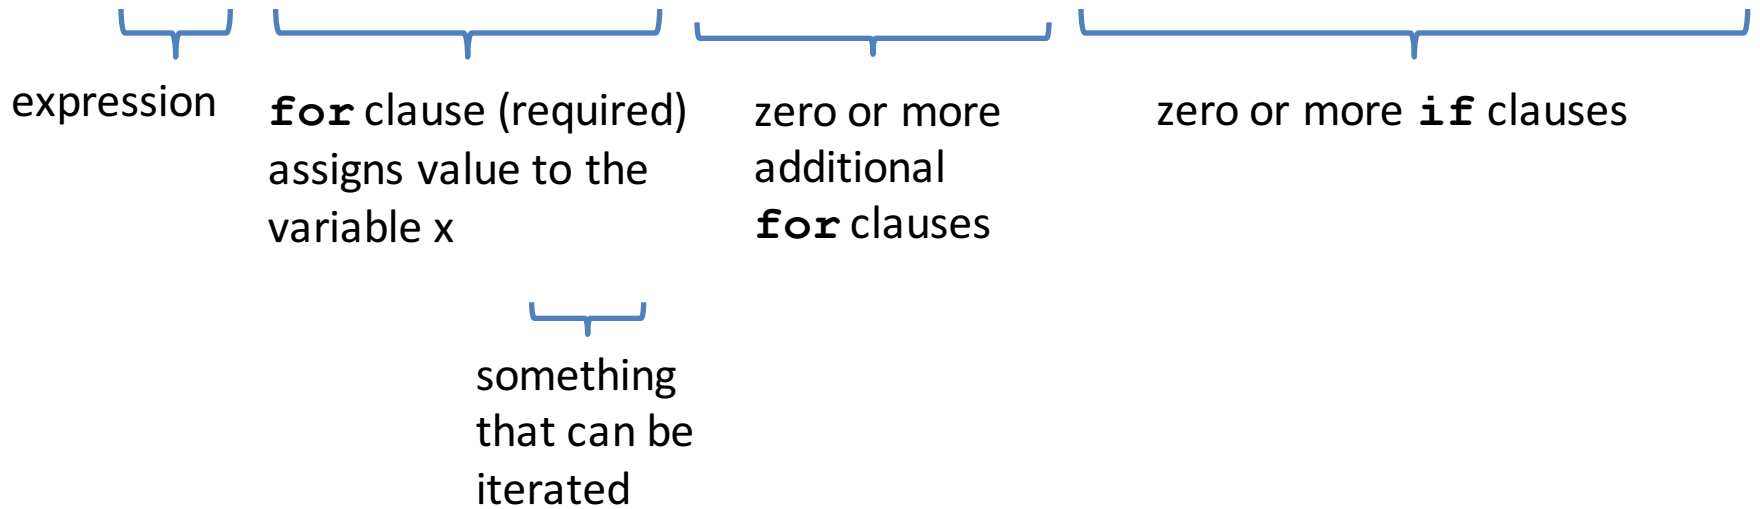 expression
for clause (required)
assigns value to the
variable x
zero or more
additional
for clauses
zero or more if clauses
something
that can be
iterated